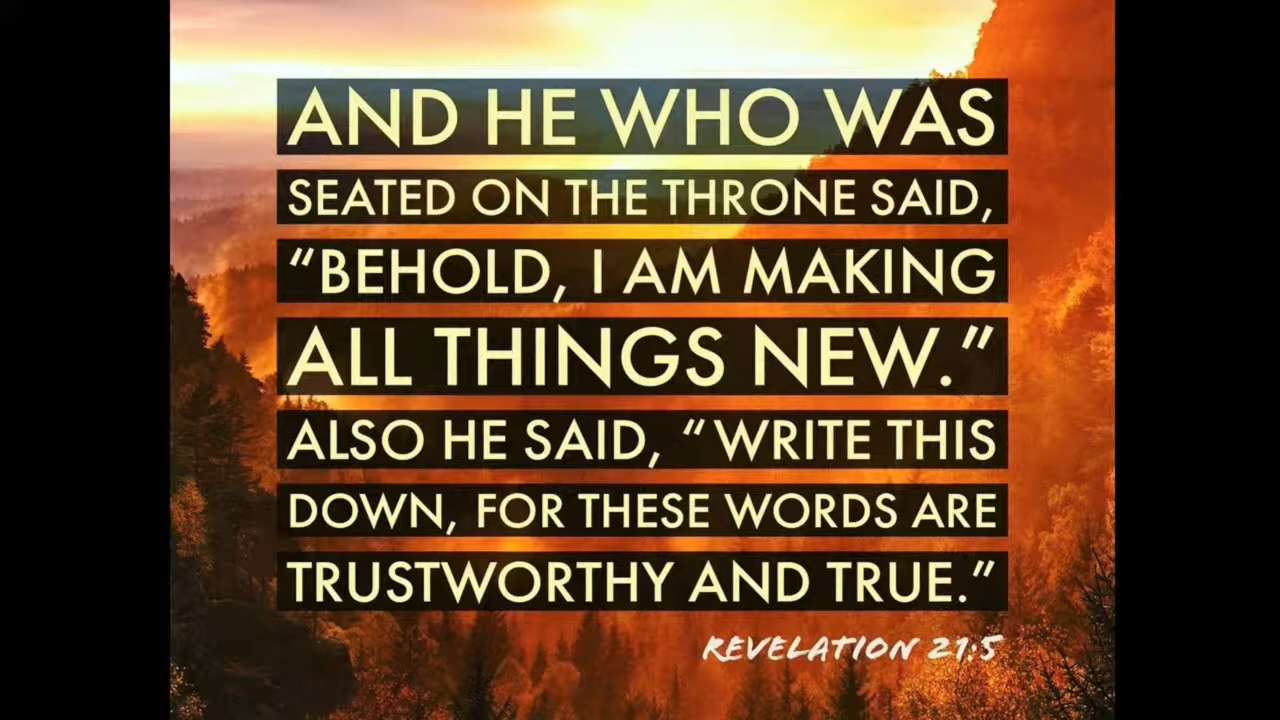 AND HE WHO WAS
SEATED ON THE THRONE SAID,
“BEHOLD, I AM MAKING
ALL THINGS NEW.”
ALSO HE SAID, “WRITE THIS
DOWN, FOR THESE WORDS ARE
TRUSTWORTHY AND TRUE.”
REVELATION 21:5